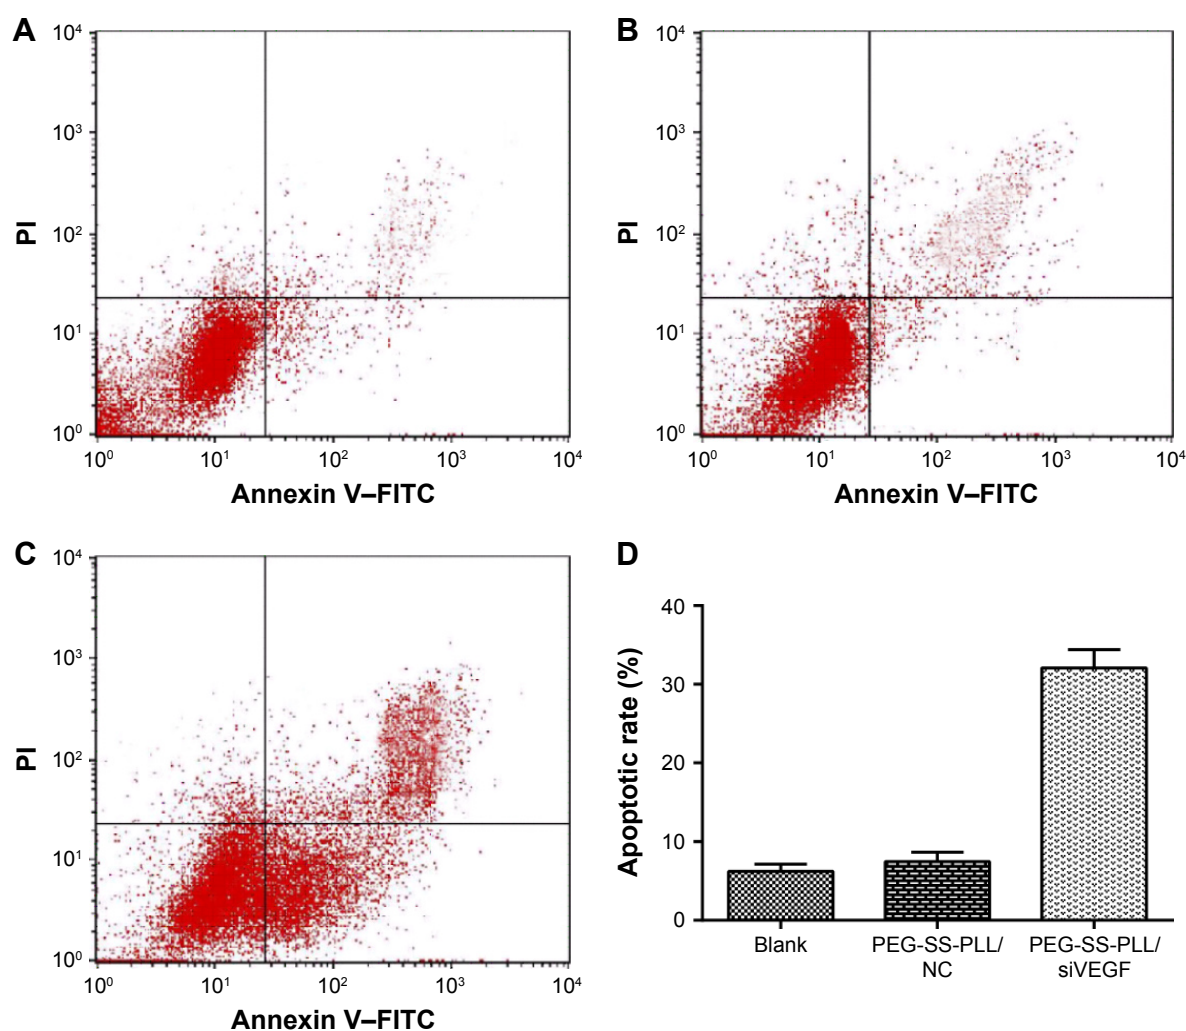 A
10⁴
10³
10²
10¹
10⁰
PI
10⁰ 10¹ 10² 10³ 10⁴
Annexin V–FITC
B
10⁴
10³
10²
10¹
10⁰
PI
10⁰ 10¹ 10² 10³ 10⁴
Annexin V–FITC
C
10⁴
10³
10²
10¹
10⁰
PI
10⁰ 10¹ 10² 10³ 10⁴
Annexin V–FITC
D
40
30
20
10
0
Apoptotic rate (%)
Blank
PEG-SS-PLL/
NC
PEG-SS-PLL/
siVEGF